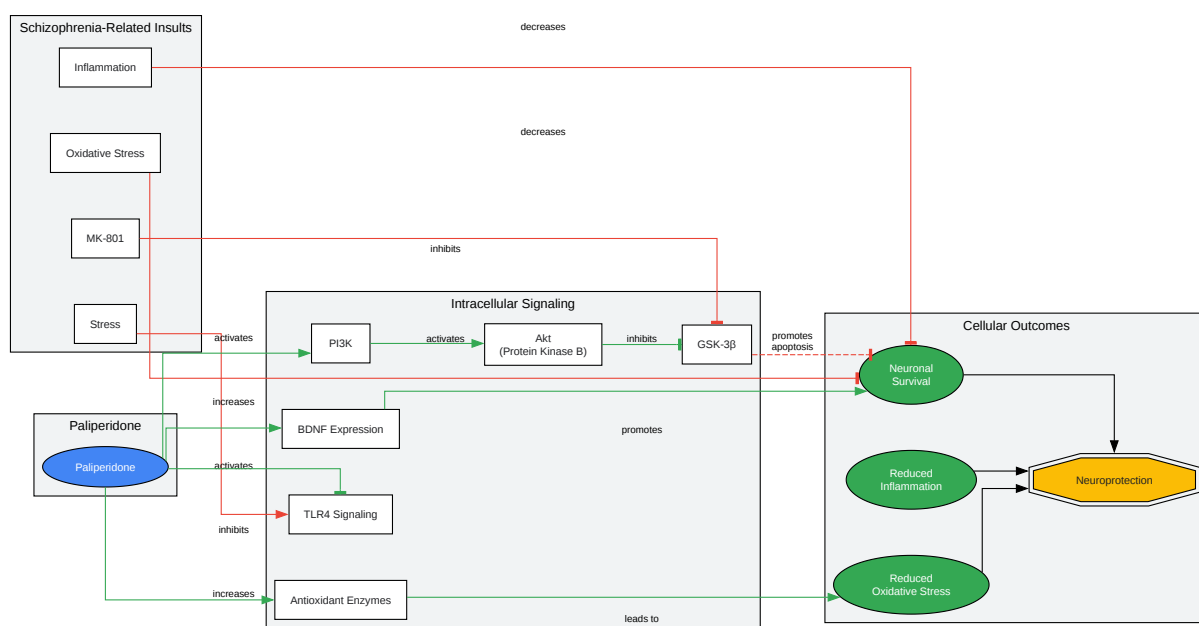 Schizophrenia-Related Insults
decreases
Inflammation
decreases
Oxidative Stress
MK-801
inhibits
Stress
Intracellular Signaling
Cellular Outcomes
activates
PI3K
activates
Akt
(Protein Kinase B)
inhibits
GSK-3β
promotes
apoptosis
Neuronal
Survival
increases
BDNF Expression
promotes
Paliperidone
Paliperidone
activates
Reduced
Inflammation
Neuroprotection
TLR4 Signaling
inhibits
increases
Antioxidant Enzymes
Reduced
Oxidative Stress
leads to